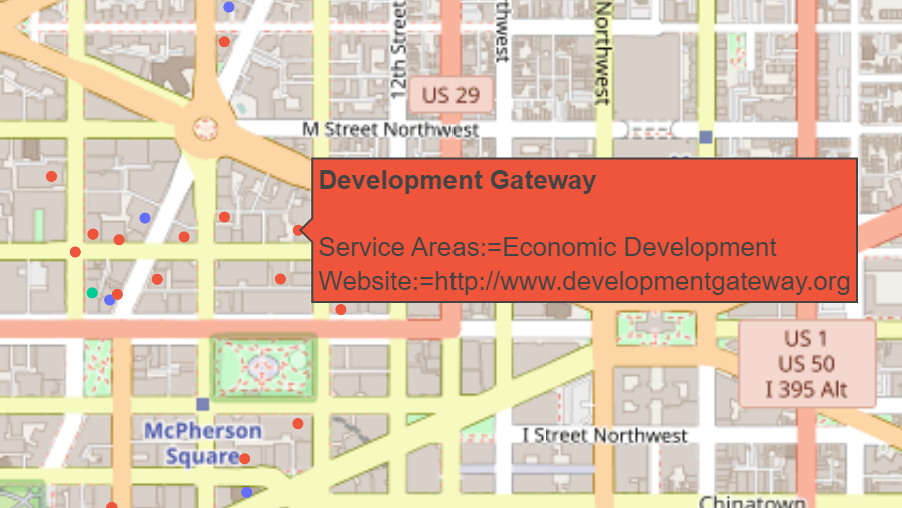 12th Street
Northwest
Northwest
US 29
M Street Northwest
Development Gateway
Service Areas:=Economic Development
Website:=http://www.developmentgateway.org
US 1
US 50
I 395 Alt
McPherson
Square
I Street Northwest
Chinatown